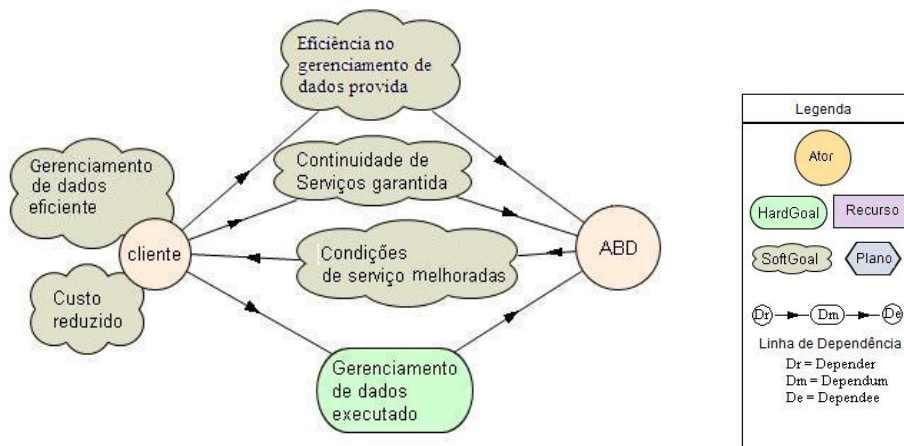 Eficiência no
gerenciamento de
dados provida
Gerenciamento
de dados
eficiente
Continuidade de
Serviços garantida
cliente
Condições
de serviço melhoradas
ABD
Custo
reduzido
Gerenciamento
de dados
executado
Legenda
Ator
HardGoal
Recurso
SoftGoal
Plano
Dr
Dm
De
Linha de Dependência
Dr = Depender
Dm = Dependum
De = Dependee